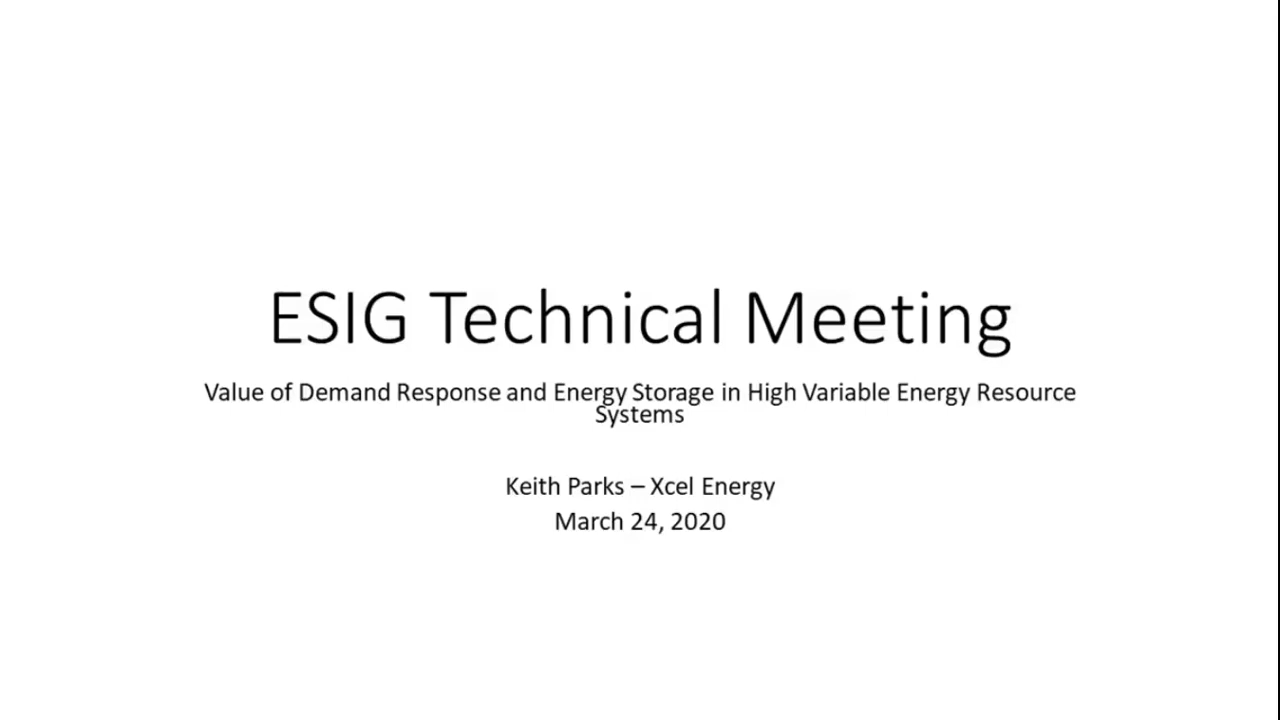 ESIG Technical Meeting
Value of Demand Response and Energy Storage in High Variable Energy Resource
Systems
Keith Parks – Xcel Energy
March 24, 2020